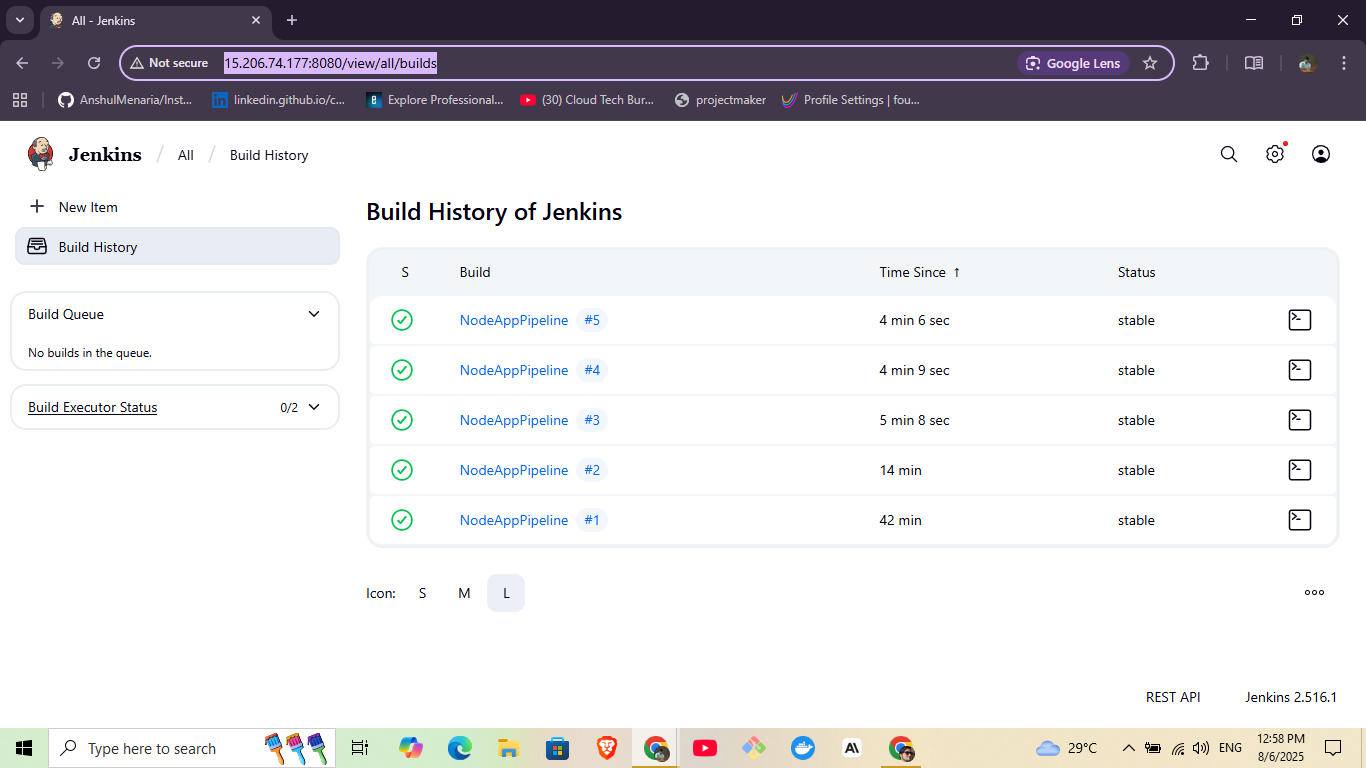 All - Jenkins
Not secure 15.206.74.177:8080/view/all/builds Google Lens
AnshulMenaria/Inst... linkedin.github.io/c... Explore Professional... (30) Cloud Tech Bur... projectmaker Profile Settings | fou...
Jenkins / All / Build History
New Item
Build History
Build Queue
No builds in the queue.
Build Executor Status 0/2
Build History of Jenkins
S Build Time Since ↑ Status
NodeAppPipeline #5 4 min 6 sec stable
NodeAppPipeline #4 4 min 9 sec stable
NodeAppPipeline #3 5 min 8 sec stable
NodeAppPipeline #2 14 min stable
NodeAppPipeline #1 42 min stable
Icon: S M L
REST API Jenkins 2.516.1
Type here to search
29°C ENG 12:58 PM
8/6/2025